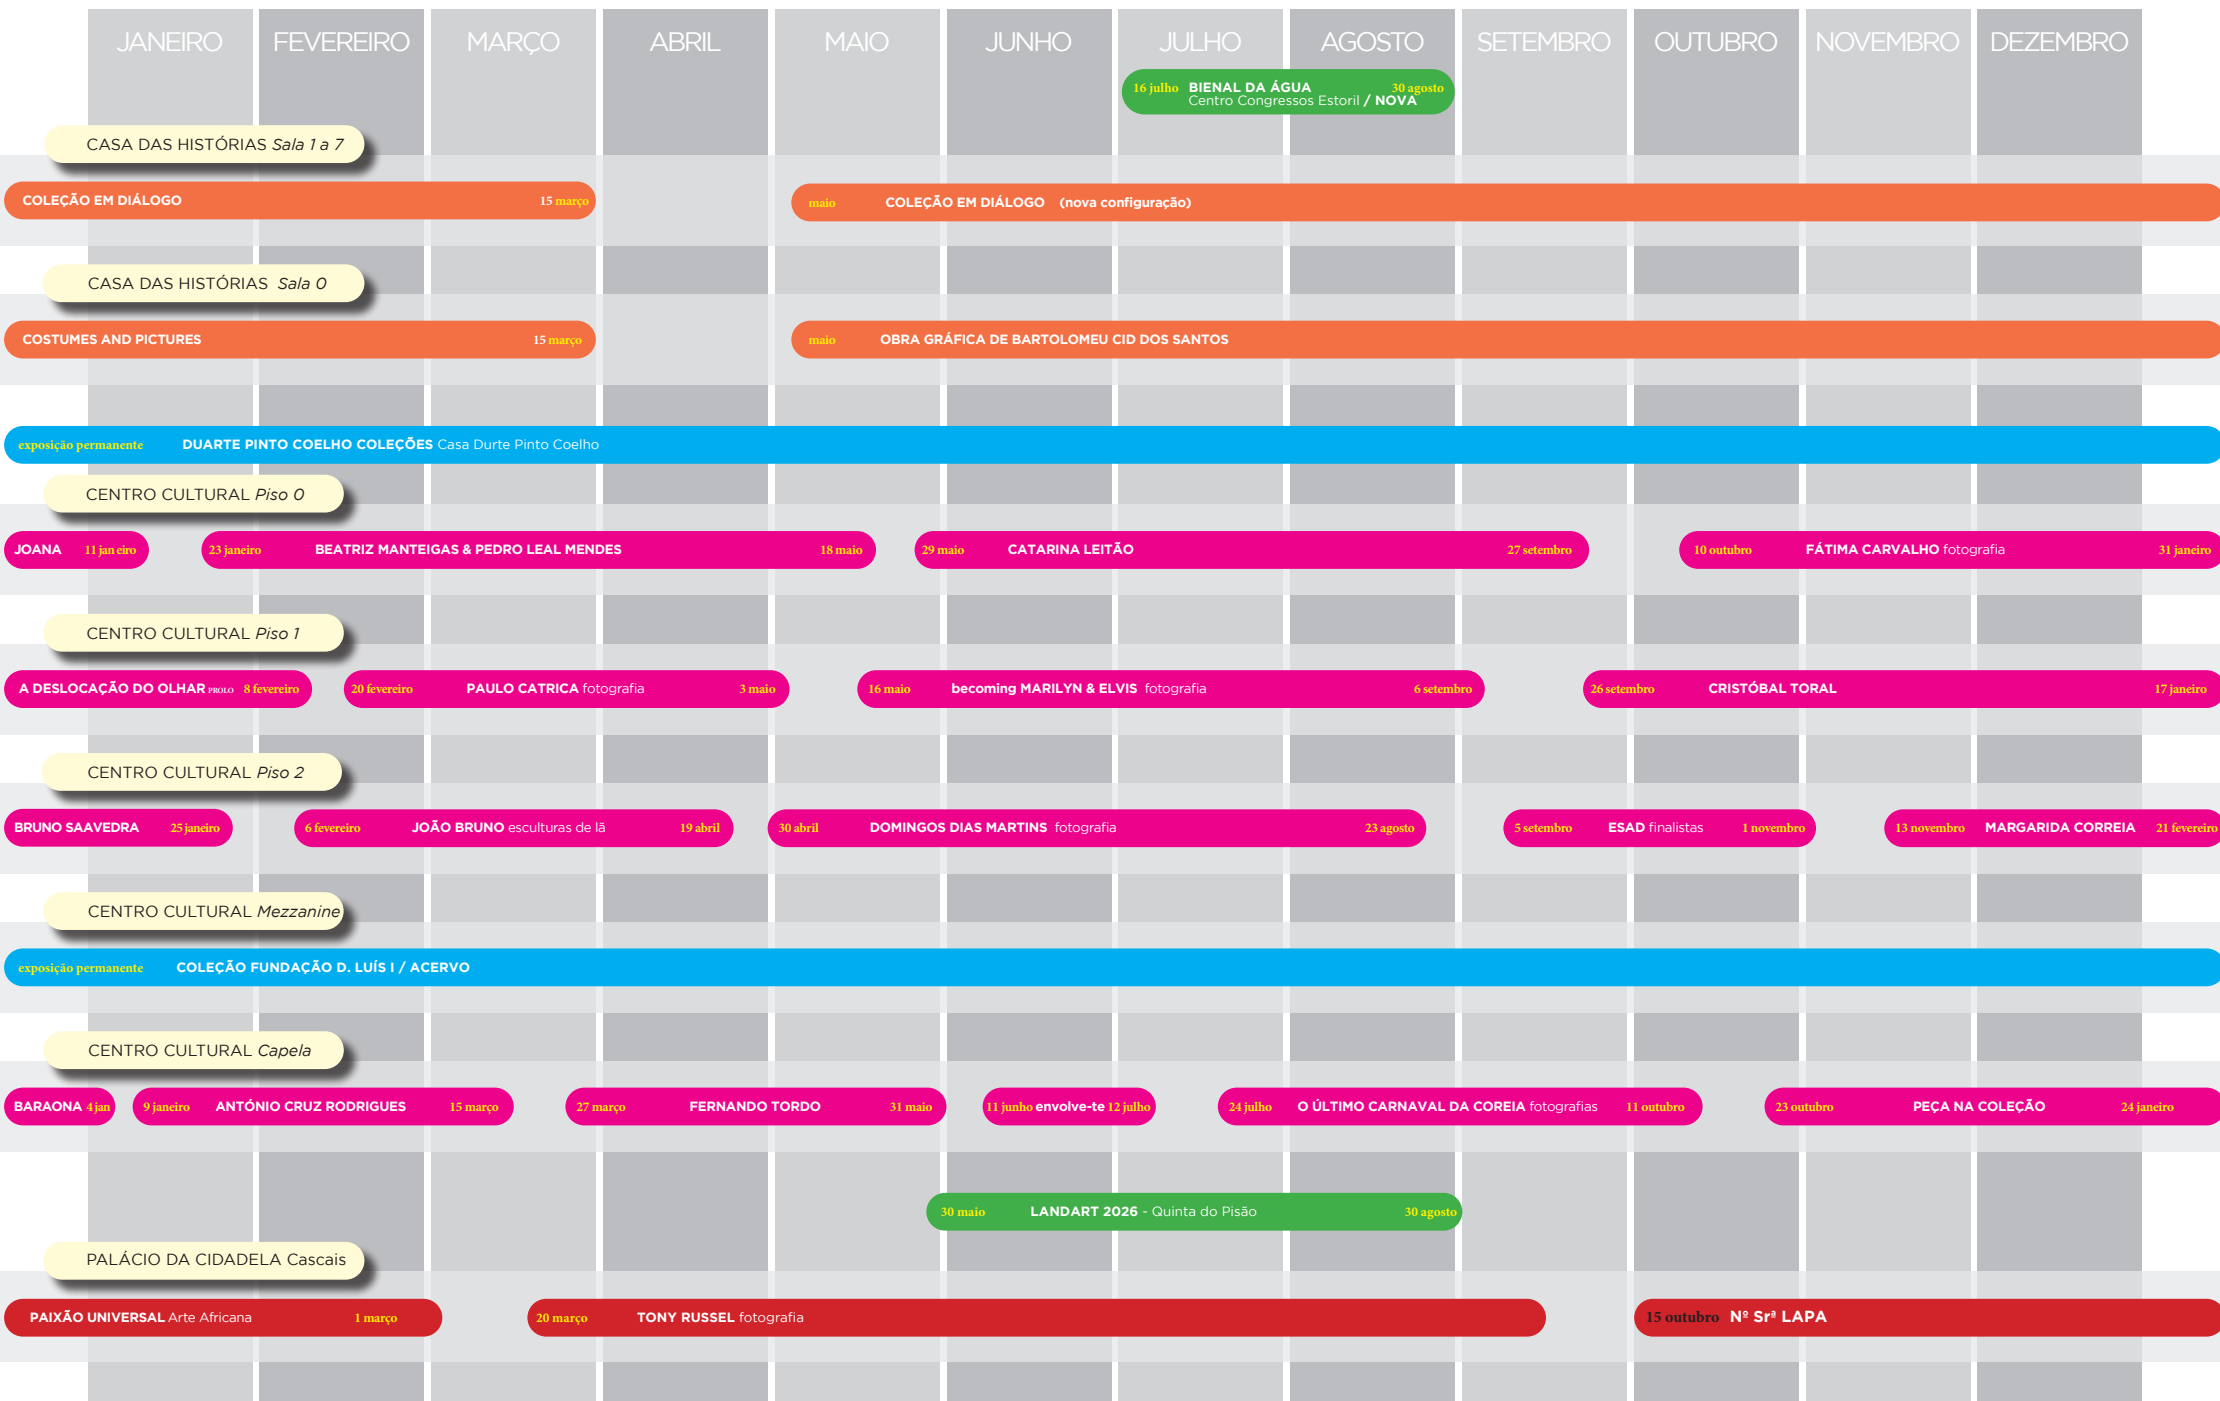 JANEIRO FEVEREIRO MARÇO ABRIL MAIO JUNHO JULHO AGOSTO SETEMBRO OUTUBRO NOVEMBRO DEZEMBRO
16 julho BIENAL DA ÁGUA 30 agosto
Centro Congressos Estoril / NOVA
CASA DAS HISTÓRIAS Sala 1 a 7
COLEÇÃO EM DIÁLOGO 15 março maio COLEÇÃO EM DIÁLOGO (nova configuração)
CASA DAS HISTÓRIAS Sala 0
COSTUMES AND PICTURES 15 março maio OBRA GRÁFICA DE BARTOLOMEU CID DOS SANTOS
exposição permanente DUARTE PINTO COELHO COLEÇÕES Casa Durte Pinto Coelho
CENTRO CULTURAL Piso 0
JOANA 11 jan eiro 23 janeiro BEATRIZ MANTEIGAS & PEDRO LEAL MENDES 18 maio 29 maio CATARINA LEITÃO 27 setembro 10 outubro FÁTIMA CARVALHO fotografia 31 janeiro
CENTRO CULTURAL Piso 1
A DESLOCAÇÃO DO OLHAR PROLO 8 fevereiro 20 fevereiro PAULO CATRICA fotografia 3 maio 16 maio becoming MARILYN & ELVIS fotografia 6 setembro 26 setembro CRISTÓBAL TORAL 17 janeiro
CENTRO CULTURAL Piso 2
BRUNO SAAVEDRA 25 janeiro 6 fevereiro JOÃO BRUNO esculturas de lã 19 abril 30 abril DOMINGOS DIAS MARTINS fotografia 23 agosto 5 setembro ESAD finalistas 1 novembro 13 novembro MARGARIDA CORREIA 21 fevereiro
CENTRO CULTURAL Mezzanine
exposição permanente COLEÇÃO FUNDAÇÃO D. LUÍS I / ACERVO
CENTRO CULTURAL Capela
BARAONA 4 jan 9 janeiro ANTÓNIO CRUZ RODRIGUES 15 março 27 março FERNANDO TORDO 31 maio 11 junho envolve-te 12 julho 24 julho O ÚLTIMO CARNAVAL DA COREIA fotografias 11 outubro 23 outubro PEÇA NA COLEÇÃO 24 janeiro
30 maio LANDART 2026 - Quinta do Pisão 30 agosto
PALÁCIO DA CIDADELA Cascais
PAIXÃO UNIVERSAL Arte Africana 1 março 20 março TONY RUSSEL fotografia 15 outubro Nº Srª LAPA